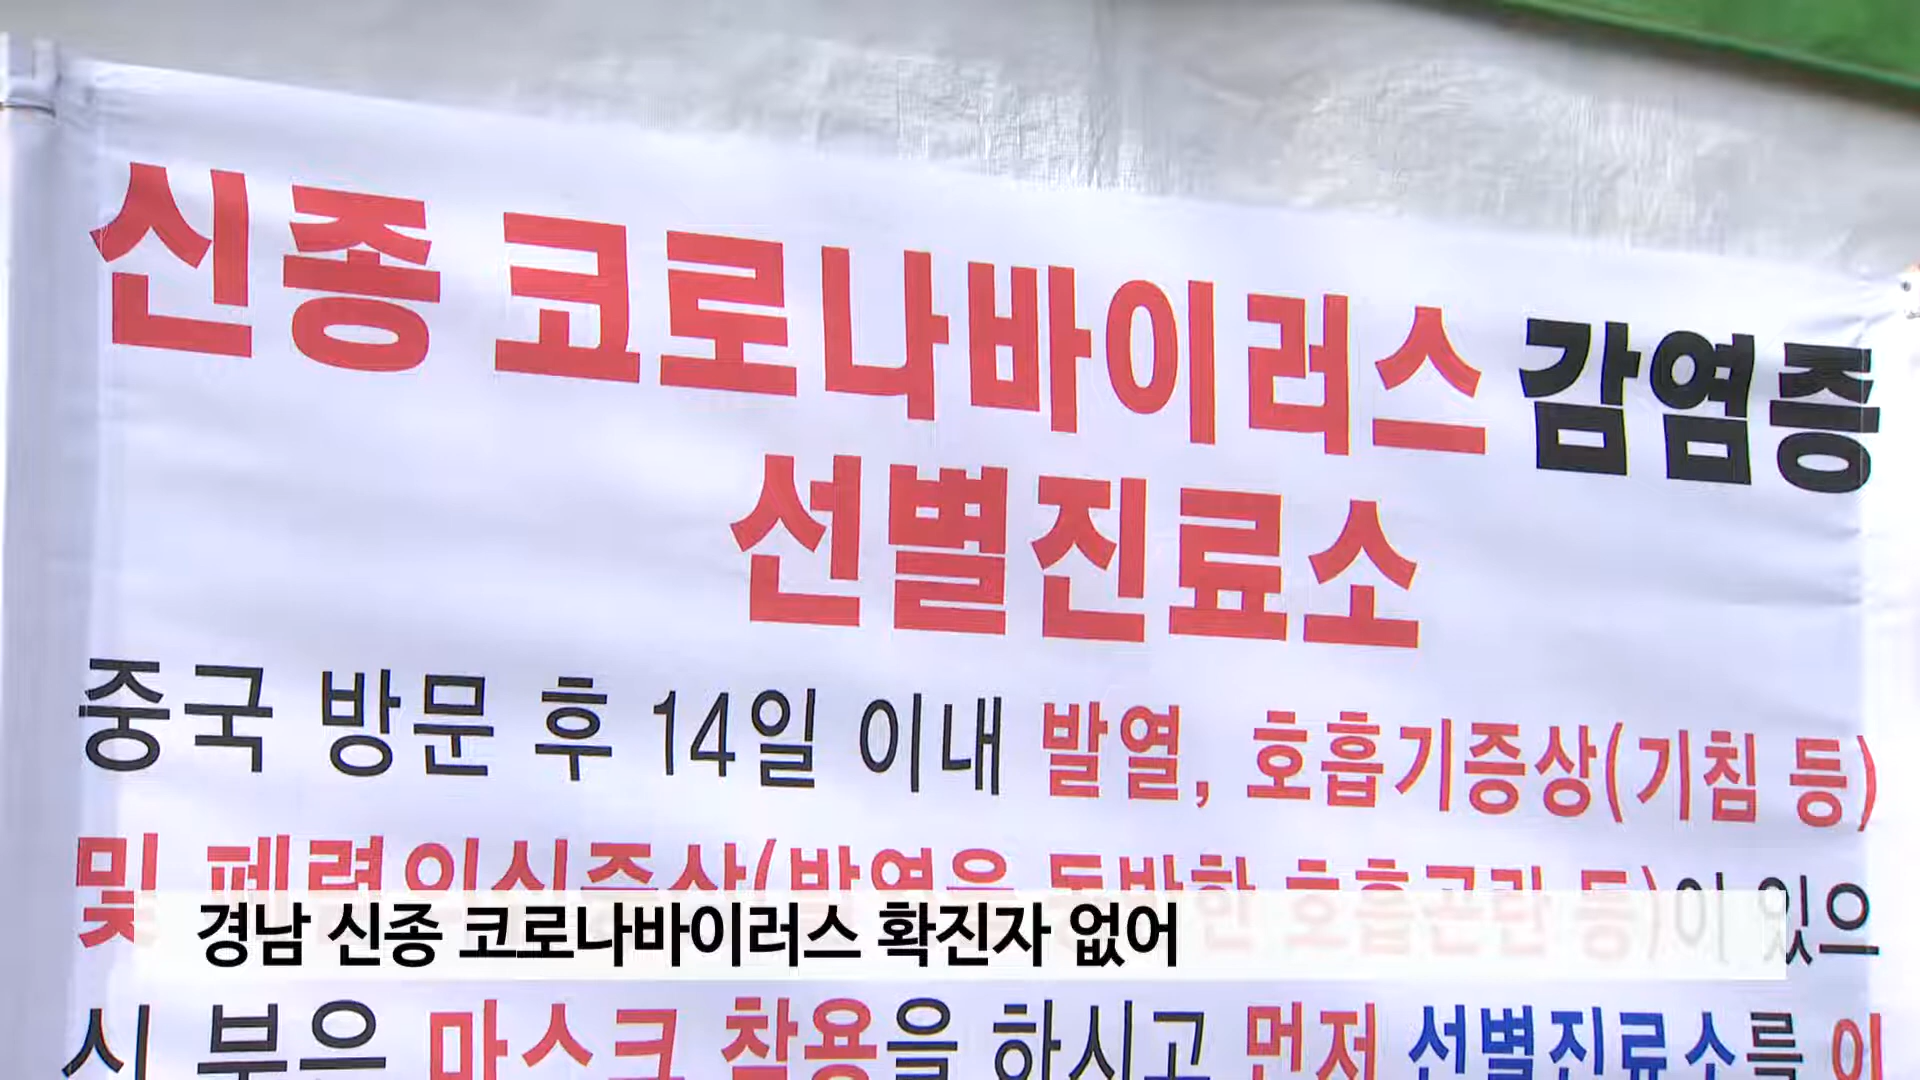 신종 코로나바이러스 감염증
선별진료소
중국 방문 후 14일 이내 발열, 호흡기증상(기침 등)
및 폐렴의심증상(발열을 동반한 호흡곤란 등)이 있으
경남 신종 코로나바이러스 확진자 없어
시 분은 마스크 착용을 하시고 먼저 선별진료소를 이